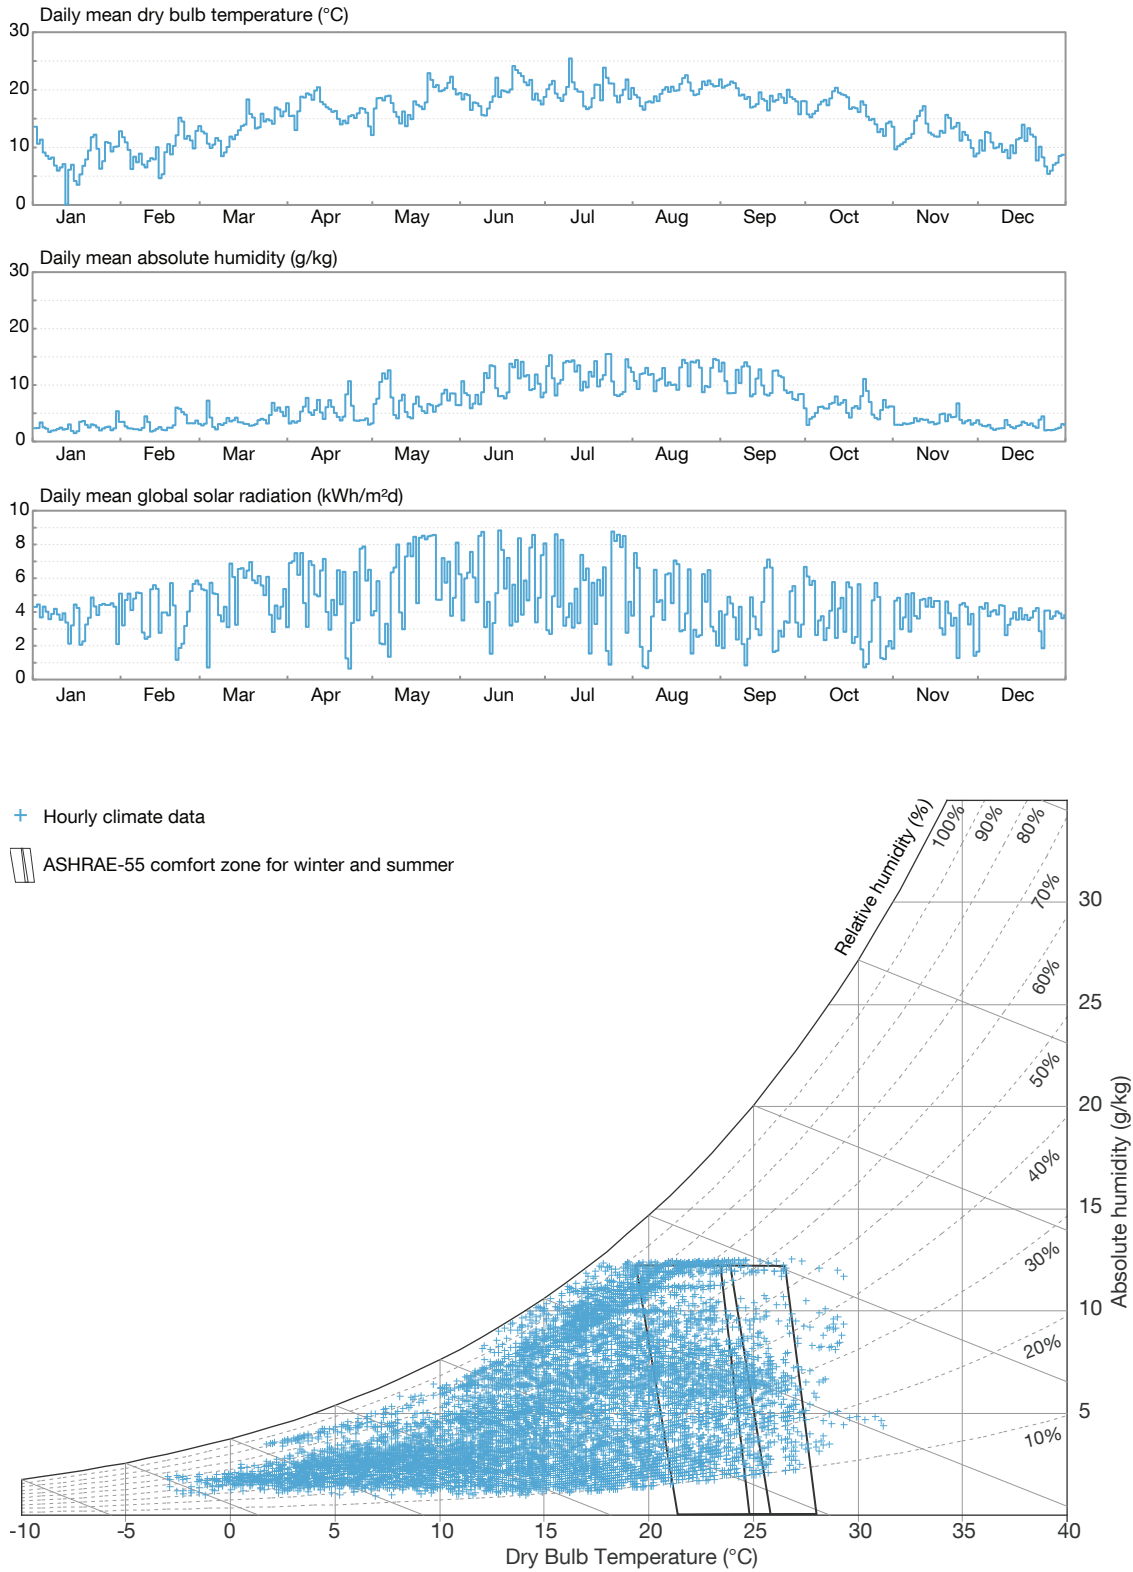 Daily mean dry bulb temperature (°C)
30
20
10
0
Jan Feb Mar Apr May Jun Jul Aug Sep Oct Nov Dec
Daily mean absolute humidity (g/kg)
30
20
10
0
Jan Feb Mar Apr May Jun Jul Aug Sep Oct Nov Dec
Daily mean global solar radiation (kWh/m²d)
10
8
6
4
2
0
Jan Feb Mar Apr May Jun Jul Aug Sep Oct Nov Dec
Hourly climate data
ASHRAE-55 comfort zone for winter and summer
Relative humidity (%)
100%
90%
80%
70%
60%
50%
40%
30%
20%
10%
30
25
20
15
10
5
Absolute humidity (g/kg)
-10 -5 0 5 10 15 20 25 30 35 40
Dry Bulb Temperature (°C)